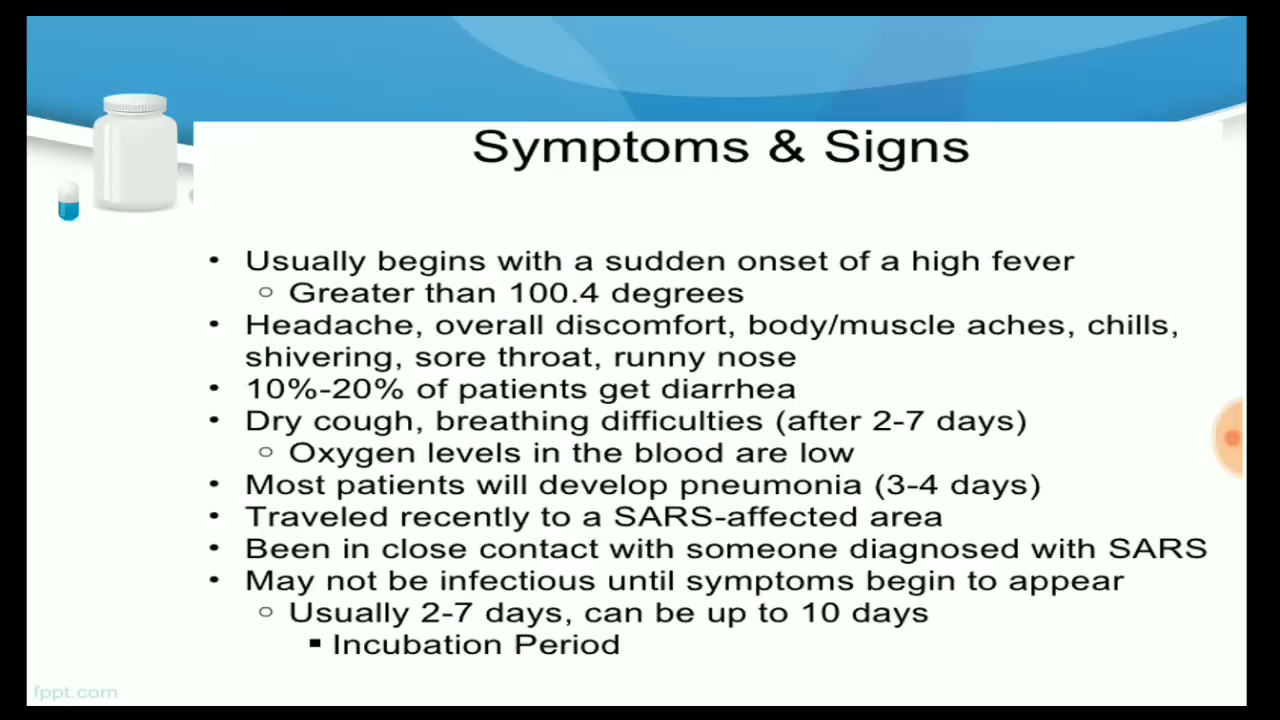 Symptoms & Signs
• Usually begins with a sudden onset of a high fever
○ Greater than 100.4 degrees
• Headache, overall discomfort, body/muscle aches, chills,
shivering, sore throat, runny nose
• 10%-20% of patients get diarrhea
• Dry cough, breathing difficulties (after 2-7 days)
○ Oxygen levels in the blood are low
• Most patients will develop pneumonia (3-4 days)
• Traveled recently to a SARS-affected area
• Been in close contact with someone diagnosed with SARS
• May not be infectious until symptoms begin to appear
○ Usually 2-7 days, can be up to 10 days
▪ Incubation Period
fppt.com